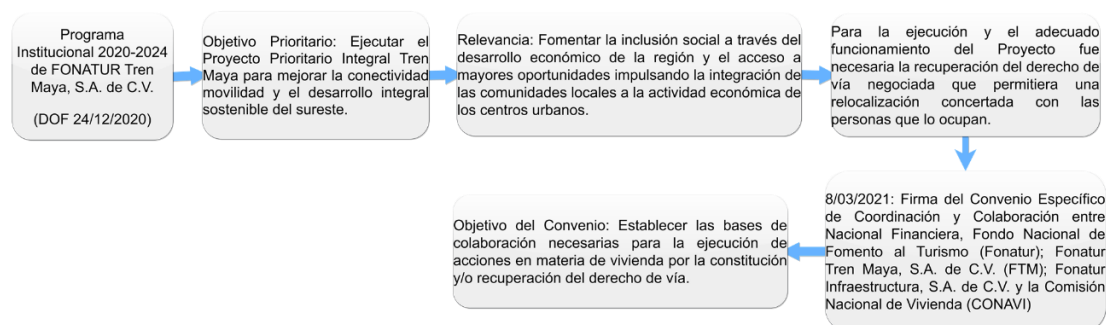 Programa
Institucional 2020-2024
de FONATUR Tren
Maya, S.A. de C.V.
(DOF 24/12/2020)
Objetivo Prioritario: Ejecutar el
Proyecto Prioritario Integral Tren
Maya para mejorar la conectividad
movilidad y el desarrollo integral
sostenible del sureste.
Relevancia: Fomentar la inclusión social a través del
desarrollo económico de la región y el acceso a
mayores oportunidades impulsando la integración de
las comunidades locales a la actividad económica de
los centros urbanos.
Para la ejecución y el adecuado
funcionamiento del Proyecto fue
necesaria la recuperación del derecho de
vía negociada que permitiera una
relocalización concertada con las
personas que lo ocupan.
8/03/2021: Firma del Convenio Específico
de Coordinación y Colaboración entre
Nacional Financiera, Fondo Nacional de
Fomento al Turismo (Fonatur); Fonatur
Tren Maya, S.A. de C.V. (FTM); Fonatur
Infraestructura, S.A. de C.V. y la Comisión
Nacional de Vivienda (CONAVI)
Objetivo del Convenio: Establecer las bases de
colaboración necesarias para la ejecución de
acciones en materia de vivienda por la constitución
y/o recuperación del derecho de vía.